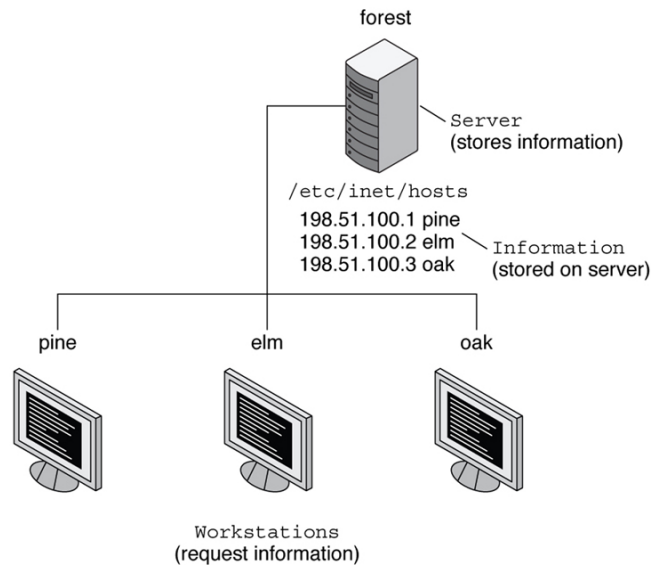 forest
Server
(stores information)
/etc/inet/hosts
198.51.100.1 pine
198.51.100.2 elm
198.51.100.3 oak
Information
(stored on server)
pine
elm
oak
Workstations
(request information)